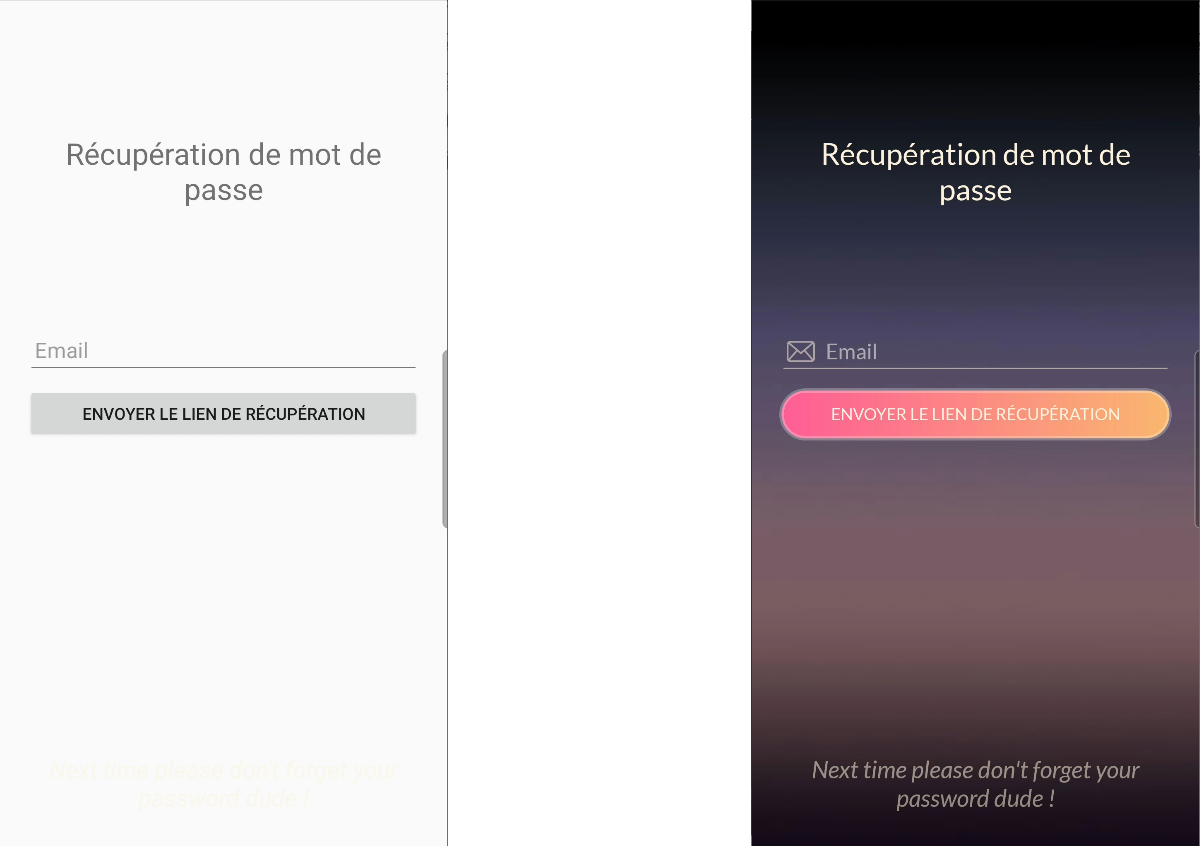 Récupération de mot de
passe
Email
ENVOYER LE LIEN DE RÉCUPÉRATION
Next time please don't forget your
password dude !
Récupération de mot de
passe
Email
ENVOYER LE LIEN DE RÉCUPÉRATION
Next time please don't forget your
password dude !